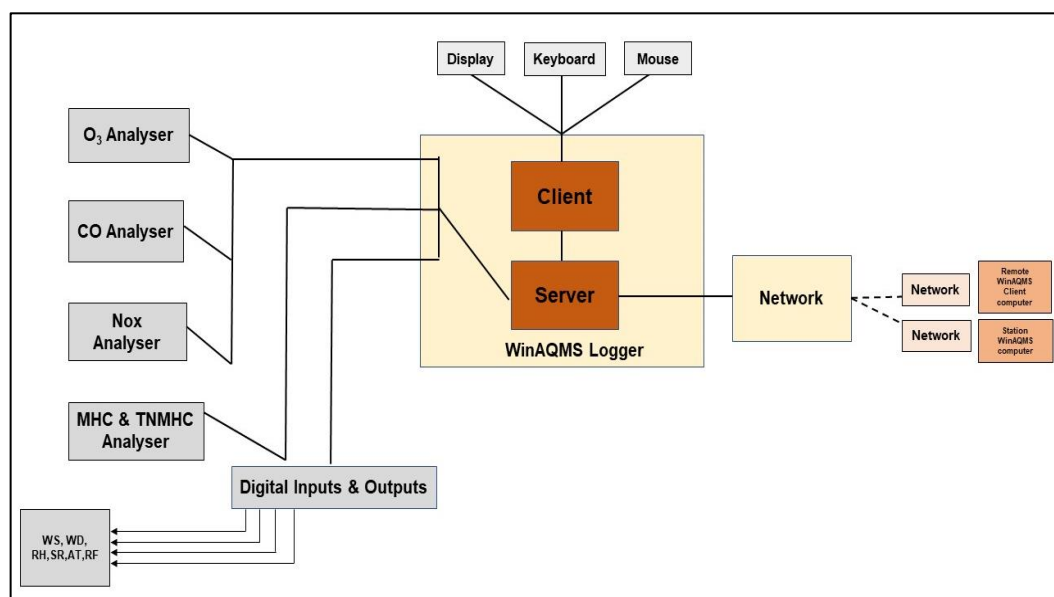 Display
Keyboard
Mouse
O₃ Analyser
CO Analyser
Nox
Analyser
MHC & TNMHC
Analyser
Client
Server
WinAQMS Logger
Network
Network
Remote
WinAQMS
Client
computer
Network
Station
WinAQMS
computer
Digital Inputs & Outputs
WS, WD,
RH,SR,AT,RF